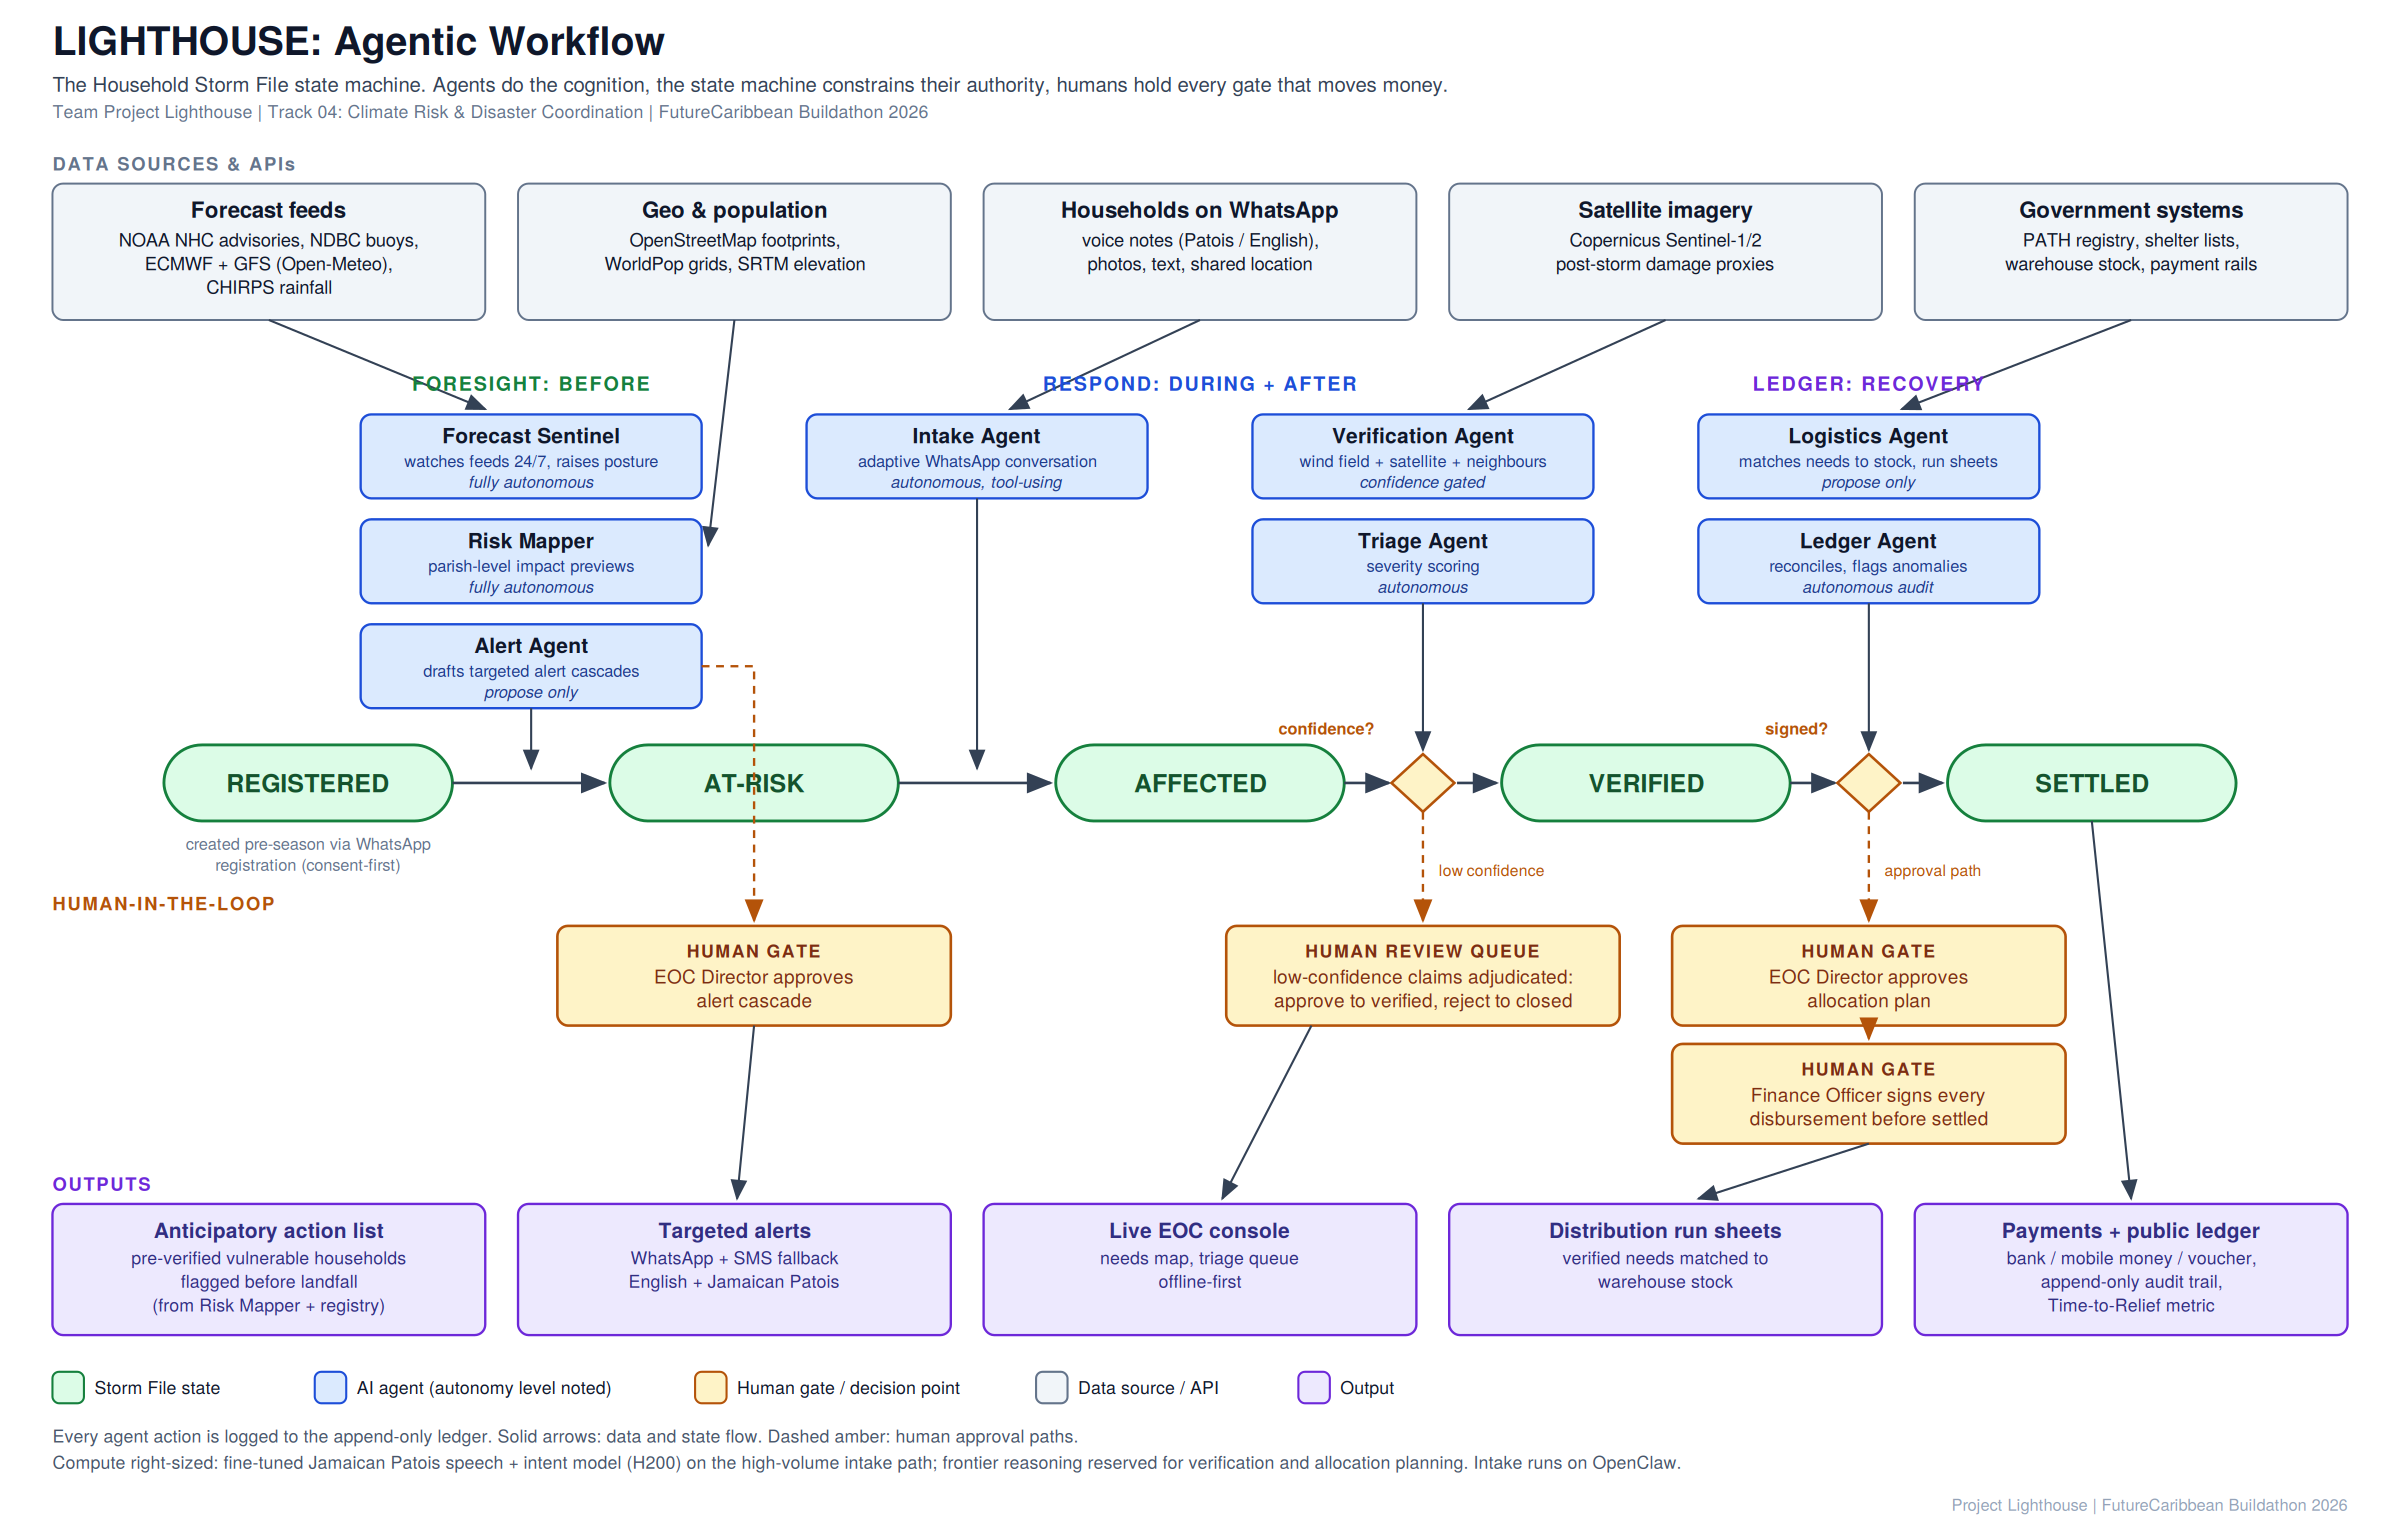 LIGHTHOUSE: Agentic Workflow
The Household Storm File state machine. Agents do the cognition, the state machine constrains their authority, humans hold every gate that moves money.
Team Project Lighthouse | Track 04: Climate Risk & Disaster Coordination | FutureCaribbean Buildathon 2026
DATA SOURCES & APIs
Forecast feeds
NOAA NHC advisories, NDBC buoys,
ECMWF + GFS (Open-Meteo),
CHIRPS rainfall
Geo & population
OpenStreetMap footprints,
WorldPop grids, SRTM elevation
Households on WhatsApp
voice notes (Patois / English),
photos, text, shared location
Satellite imagery
Copernicus Sentinel-1/2
post-storm damage proxies
Government systems
PATH registry, shelter lists,
warehouse stock, payment rails
FORESIGHT: BEFORE
RESPOND: DURING + AFTER
LEDGER: RECOVERY
Forecast Sentinel
watches feeds 24/7, raises posture
fully autonomous
Intake Agent
adaptive WhatsApp conversation
autonomous, tool-using
Verification Agent
wind field + satellite + neighbours
confidence gated
Logistics Agent
matches needs to stock, run sheets
propose only
Risk Mapper
parish-level impact previews
fully autonomous
Triage Agent
severity scoring
autonomous
Ledger Agent
reconciles, flags anomalies
autonomous audit
Alert Agent
drafts targeted alert cascades
propose only
confidence?
signed?
REGISTERED
AT-RISK
AFFECTED
VERIFIED
SETTLED
created pre-season via WhatsApp
registration (consent-first)
low confidence
approval path
HUMAN-IN-THE-LOOP
HUMAN GATE
EOC Director approves
alert cascade
HUMAN REVIEW QUEUE
low-confidence claims adjudicated:
approve to verified, reject to closed
HUMAN GATE
EOC Director approves
allocation plan
HUMAN GATE
Finance Officer signs every
disbursement before settled
OUTPUTS
Anticipatory action list
pre-verified vulnerable households
flagged before landfall
(from Risk Mapper + registry)
Targeted alerts
WhatsApp + SMS fallback
English + Jamaican Patois
Live EOC console
needs map, triage queue
offline-first
Distribution run sheets
verified needs matched to
warehouse stock
Payments + public ledger
bank / mobile money / voucher,
append-only audit trail,
Time-to-Relief metric
Storm File state
AI agent (autonomy level noted)
Human gate / decision point
Data source / API
Output
Every agent action is logged to the append-only ledger. Solid arrows: data and state flow. Dashed amber: human approval paths.
Compute right-sized: fine-tuned Jamaican Patois speech + intent model (H200) on the high-volume intake path; frontier reasoning reserved for verification and allocation planning. Intake runs on OpenClaw.
Project Lighthouse | FutureCaribbean Buildathon 2026